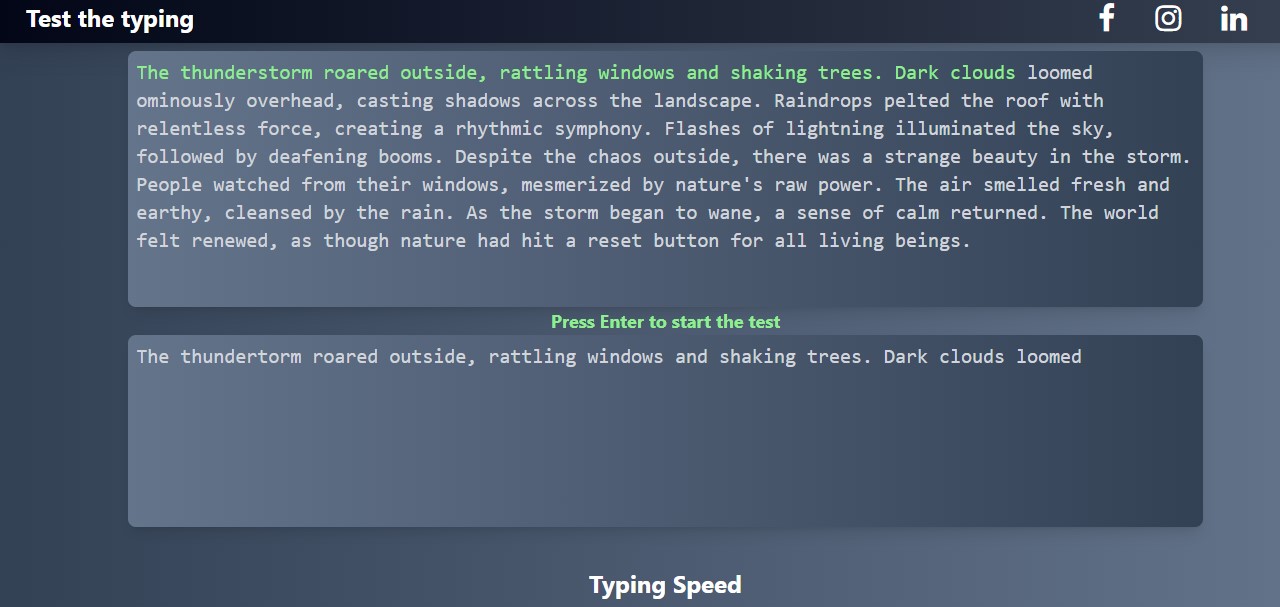 Test the typing
The thunderstorm roared outside, rattling windows and shaking trees. Dark clouds loomed
ominously overhead, casting shadows across the landscape. Raindrops pelted the roof with
relentless force, creating a rhythmic symphony. Flashes of lightning illuminated the sky,
followed by deafening booms. Despite the chaos outside, there was a strange beauty in the storm.
People watched from their windows, mesmerized by nature's raw power. The air smelled fresh and
earthy, cleansed by the rain. As the storm began to wane, a sense of calm returned. The world
felt renewed, as though nature had hit a reset button for all living beings.
Press Enter to start the test
The thundertorm roared outside, rattling windows and shaking trees. Dark clouds loomed
Typing Speed